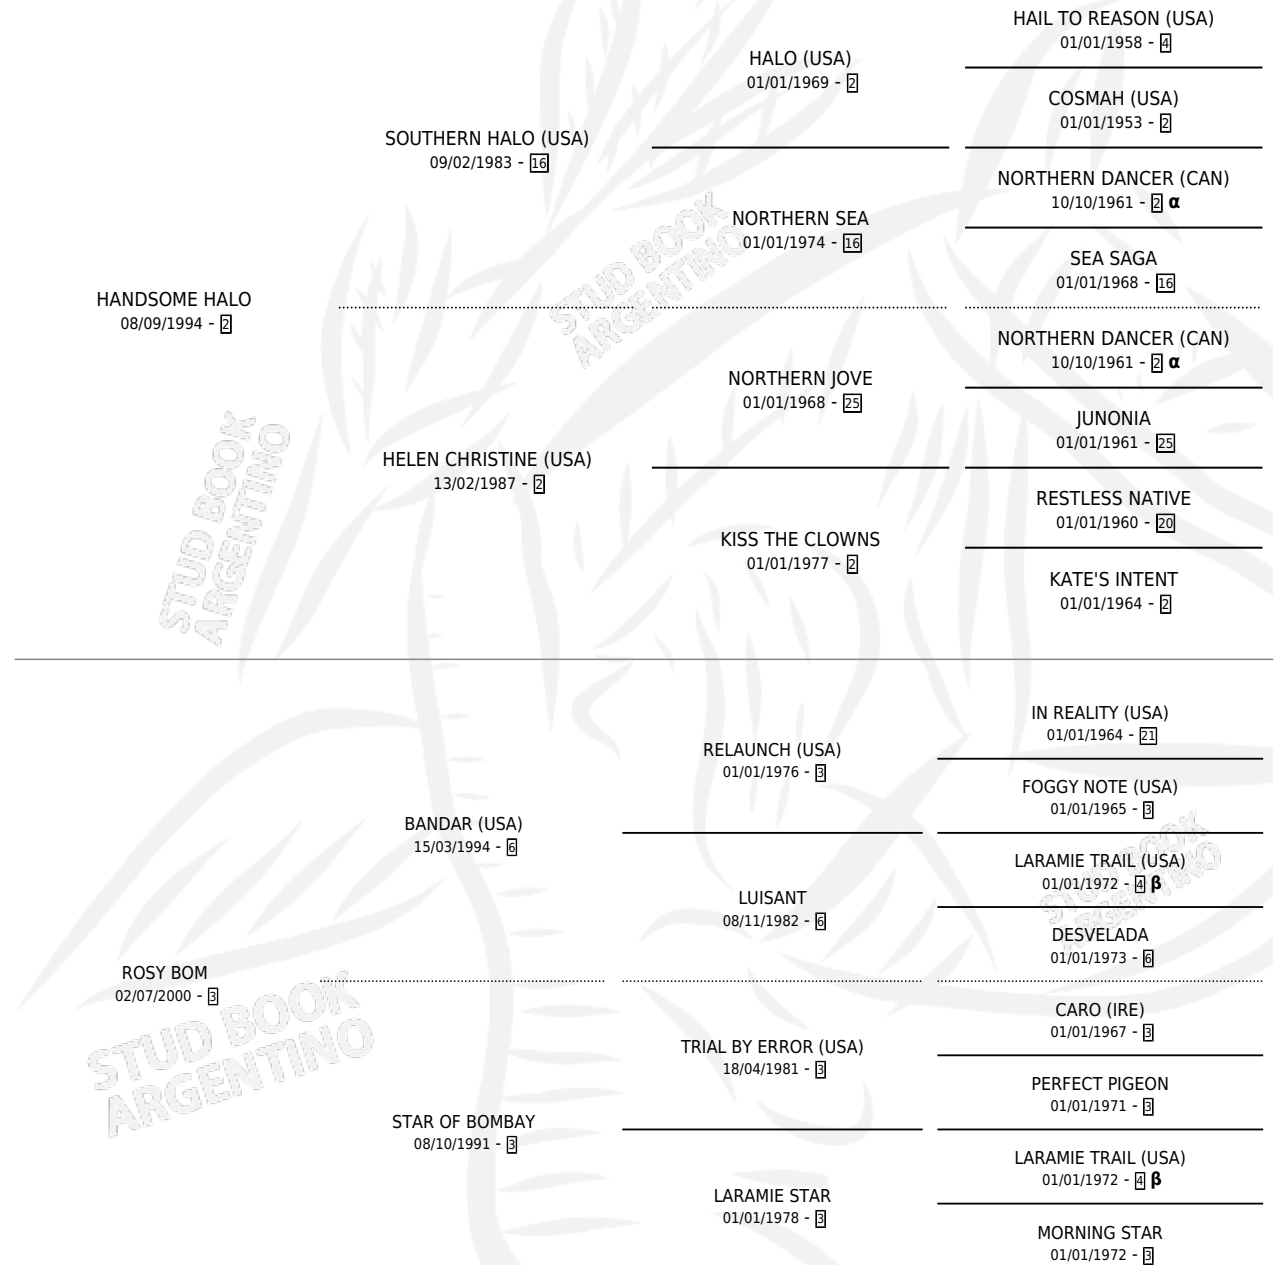 HAIL TO REASON (USA)
01/01/1958 - 4
HALO (USA)
01/01/1969 - 2
COSMAH (USA)
01/01/1953 - 2
SOUTHERN HALO (USA)
09/02/1983 - 16
NORTHERN DANCER (CAN)
10/10/1961 - 2 α
NORTHERN SEA
01/01/1974 - 16
SEA SAGA
01/01/1968 - 16
STUD BOOK
ARGENTINO
HANDSOME HALO
08/09/1994 - 2
NORTHERN DANCER (CAN)
10/10/1961 - 2 α
NORTHERN JOVE
01/01/1968 - 25
JUNONIA
01/01/1961 - 25
HELEN CHRISTINE (USA)
13/02/1987 - 2
RESTLESS NATIVE
01/01/1960 - 20
KISS THE CLOWNS
01/01/1977 - 2
KATE'S INTENT
01/01/1964 - 2
STUD BOOK
ARGENTINO
IN REALITY (USA)
01/01/1964 - 21
RELAUNCH (USA)
01/01/1976 - 3
FOGGY NOTE (USA)
01/01/1965 - 3
BANDAR (USA)
15/03/1994 - 6
LARAMIE TRAIL (USA)
01/01/1972 - 4 β
LUISANT
08/11/1982 - 6
DESVELADA
01/01/1973 - 6
STUD BOOK
ARGENTINO
ROSY BOM
02/07/2000 - 3
CARO (IRE)
01/01/1967 - 3
TRIAL BY ERROR (USA)
18/04/1981 - 3
PERFECT PIGEON
01/01/1971 - 3
STAR OF BOMBAY
08/10/1991 - 3
LARAMIE TRAIL (USA)
01/01/1972 - 4 β
LARAMIE STAR
01/01/1978 - 3
MORNING STAR
01/01/1972 - 3
STUD BOOK
ARGENTINO